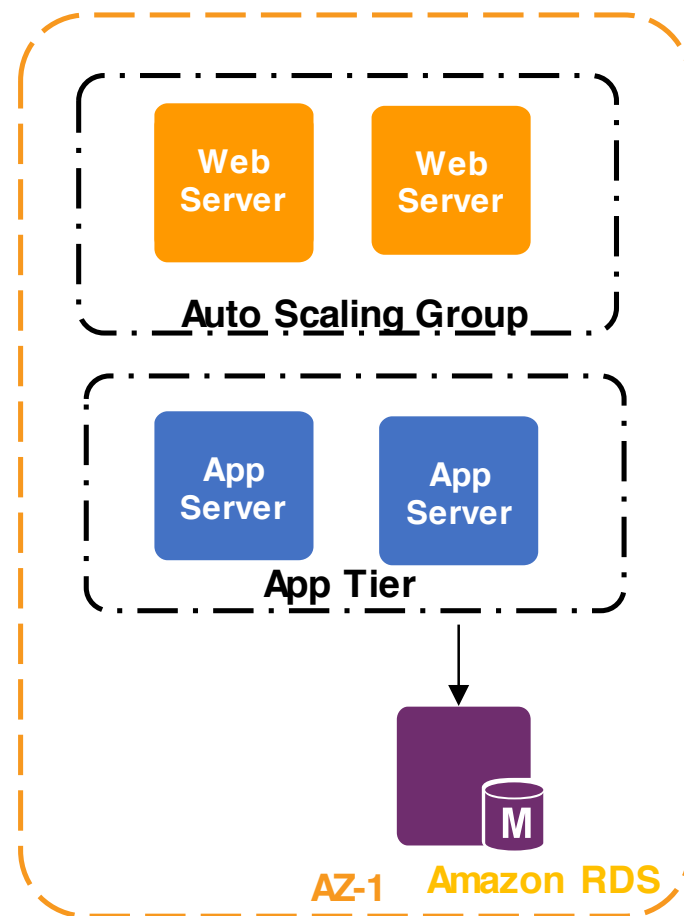 Web Server
Web Server
Auto Scaling Group
App Server
App Server
App Tier
M
AZ-1
Amazon RDS